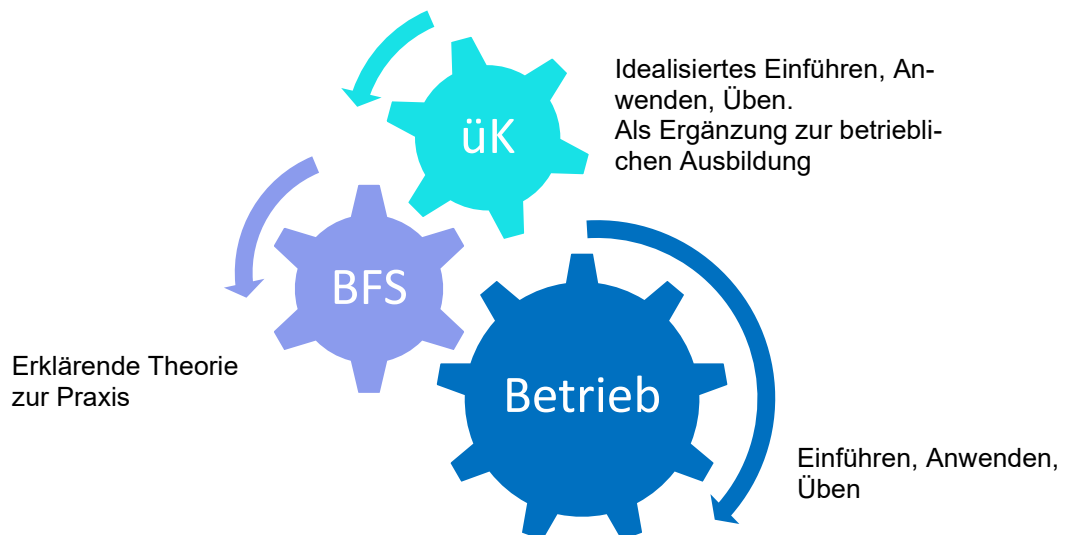 Idealisiertes Einführen, An-
wenden, Üben.
Als Ergänzung zur betriebli-
chen Ausbildung
üK
BFS
Erklärende Theorie
zur Praxis
Betrieb
Einführen, Anwenden,
Üben